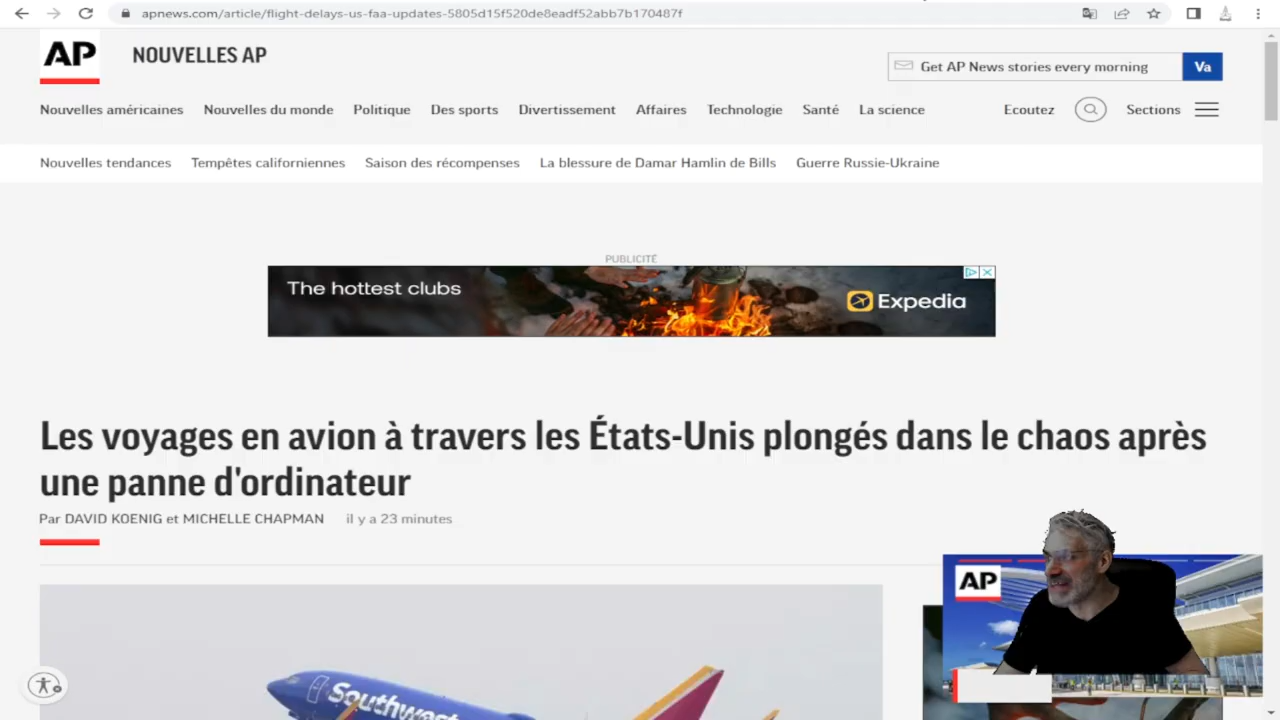 apnews.com/article/flight-delays-us-faa-updates-5805d15f520de8eadf52abb7b170487f
AP
NOUVELLES AP
Get AP News stories every morning
Va
Nouvelles américaines Nouvelles du monde Politique Des sports Divertissement Affaires Technologie Santé La science Ecoutez Sections
Nouvelles tendances Tempêtes californiennes Saison des récompenses La blessure de Damar Hamlin de Bills Guerre Russie-Ukraine
PUBLICITÉ
The hottest clubs
Expedia
Les voyages en avion à travers les États-Unis plongés dans le chaos après
une panne d'ordinateur
Par DAVID KOENIG et MICHELLE CHAPMAN il y a 23 minutes
AP
Southwest